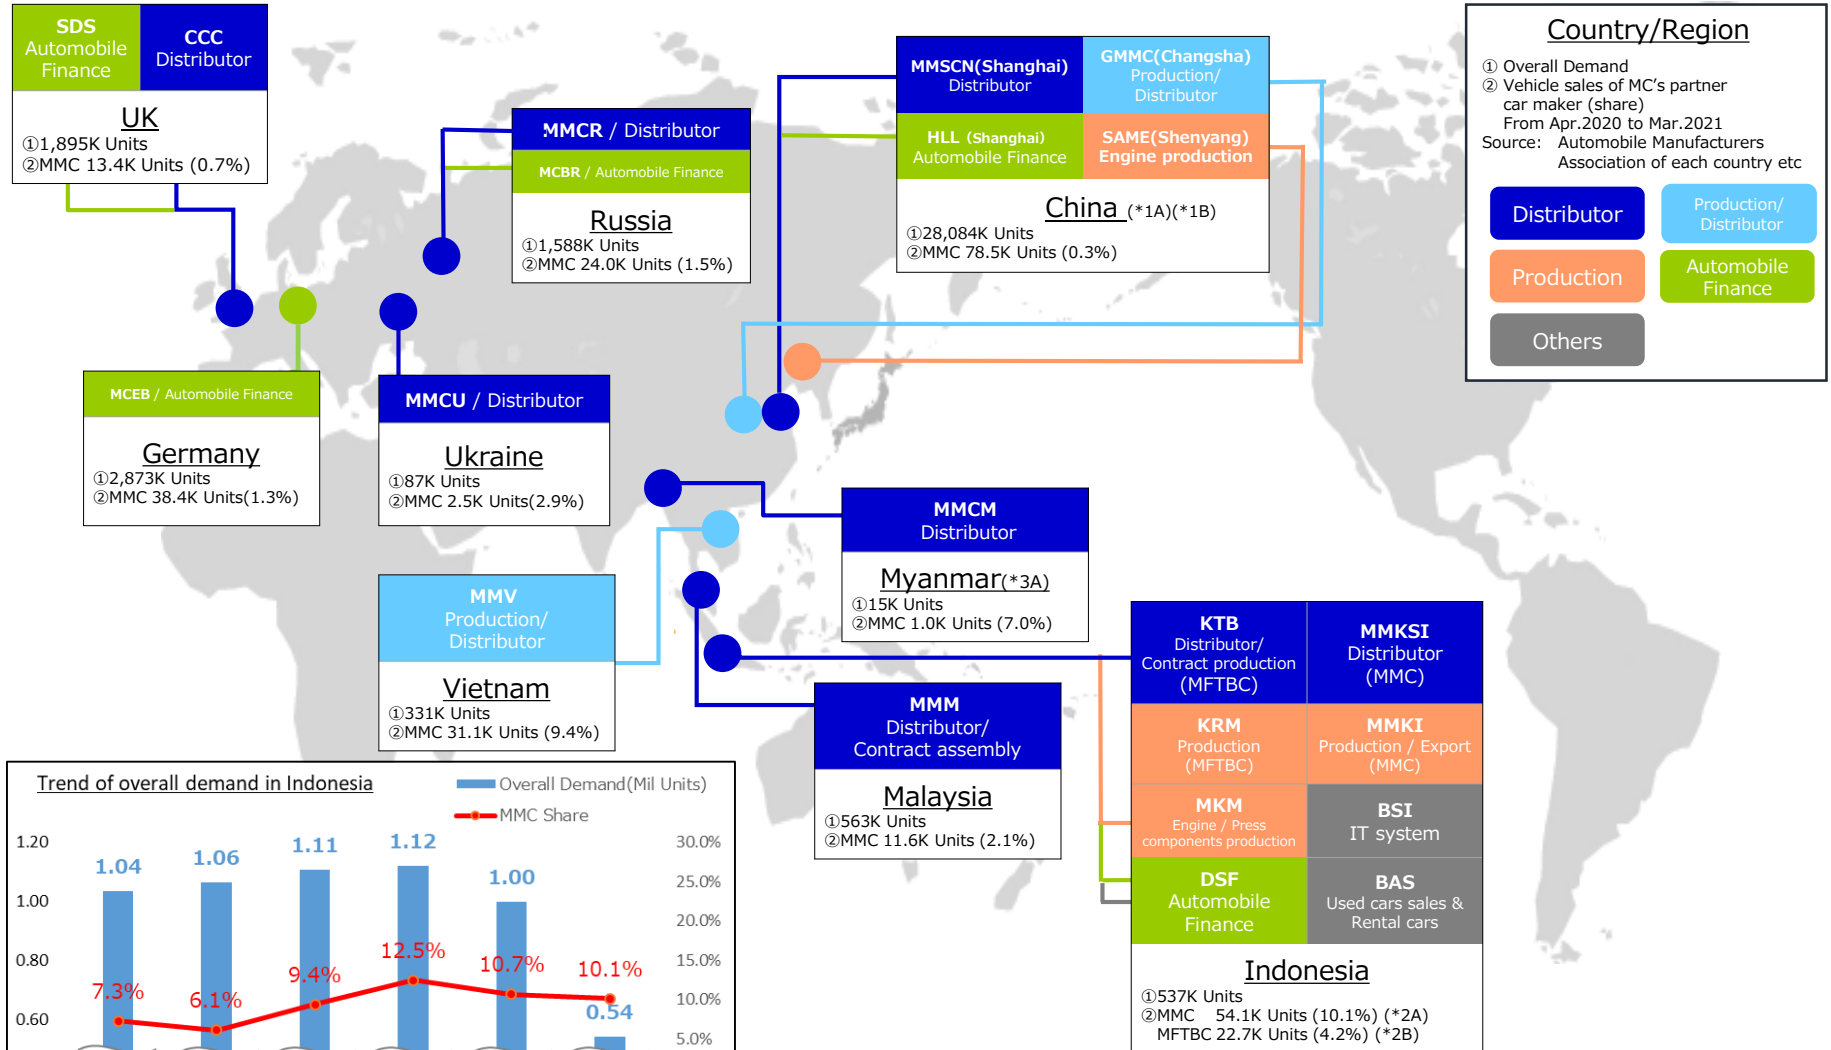 SDS
Automobile
Finance
CCC
Distributor
UK
①1,895K Units
②MMC 13.4K Units (0.7%)
MMCR / Distributor
MCBR / Automobile Finance
Russia
①1,588K Units
②MMC 24.0K Units (1.5%)
MMSCN(Shanghai)
Distributor
GMMC(Changsha)
Production/
Distributor
HLL (Shanghai)
Automobile Finance
SAME(Shenyang)
Engine production
China (*1A)(*1B)
①28,084K Units
②MMC 78.5K Units (0.3%)
Country/Region
① Overall Demand
② Vehicle sales of MC's partner
car maker (share)
From Apr.2020 to Mar.2021
Source: Automobile Manufacturers
Association of each country etc
Distributor
Production/
Distributor
Production
Automobile
Finance
Others
MCEB / Automobile Finance
Germany
①2,873K Units
②MMC 38.4K Units(1.3%)
MMCU / Distributor
Ukraine
①87K Units
②MMC 2.5K Units(2.9%)
MMCM
Distributor
Myanmar(*3A)
①15K Units
②MMC 1.0K Units (7.0%)
MMV
Production/
Distributor
Vietnam
①331K Units
②MMC 31.1K Units (9.4%)
MMM
Distributor/
Contract assembly
Malaysia
①563K Units
②MMC 11.6K Units (2.1%)
KTB
Distributor/
Contract production
(MFTBC)
MMKSI
Distributor
(MMC)
KRM
Production
(MFTBC)
MMKI
Production / Export
(MMC)
MKM
Engine / Press
components production
BSI
IT system
DSF
Automobile
Finance
BAS
Used cars sales &
Rental cars
Indonesia
①537K Units
②MMC 54.1K Units (10.1%) (*2A)
MFTBC 22.7K Units (4.2%) (*2B)
Trend of overall demand in Indonesia
Overall Demand(Mil Units)
MMC Share
1.20
1.00
0.80
0.60
1.04
1.06
1.11
1.12
1.00
0.54
7.3%
6.1%
9.4%
12.5%
10.7%
10.1%
30.0%
25.0%
20.0%
15.0%
10.0%
5.0%